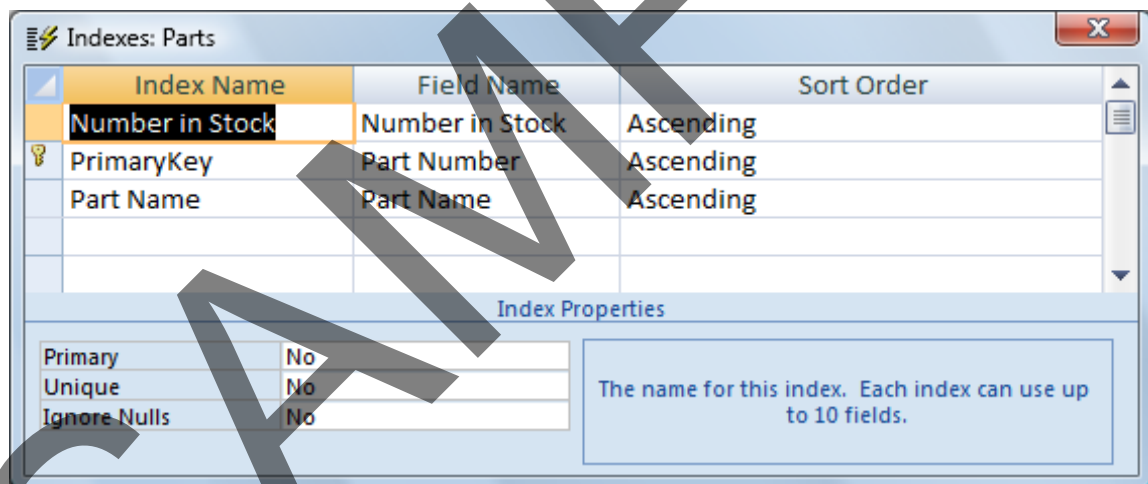 Indexes: Parts
Index Name Field Name Sort Order
Number in Stock Number in Stock Ascending
PrimaryKey Part Number Ascending
Part Name Part Name Ascending
Index Properties
Primary No
Unique No
Ignore Nulls No
The name for this index. Each index can use up
to 10 fields.